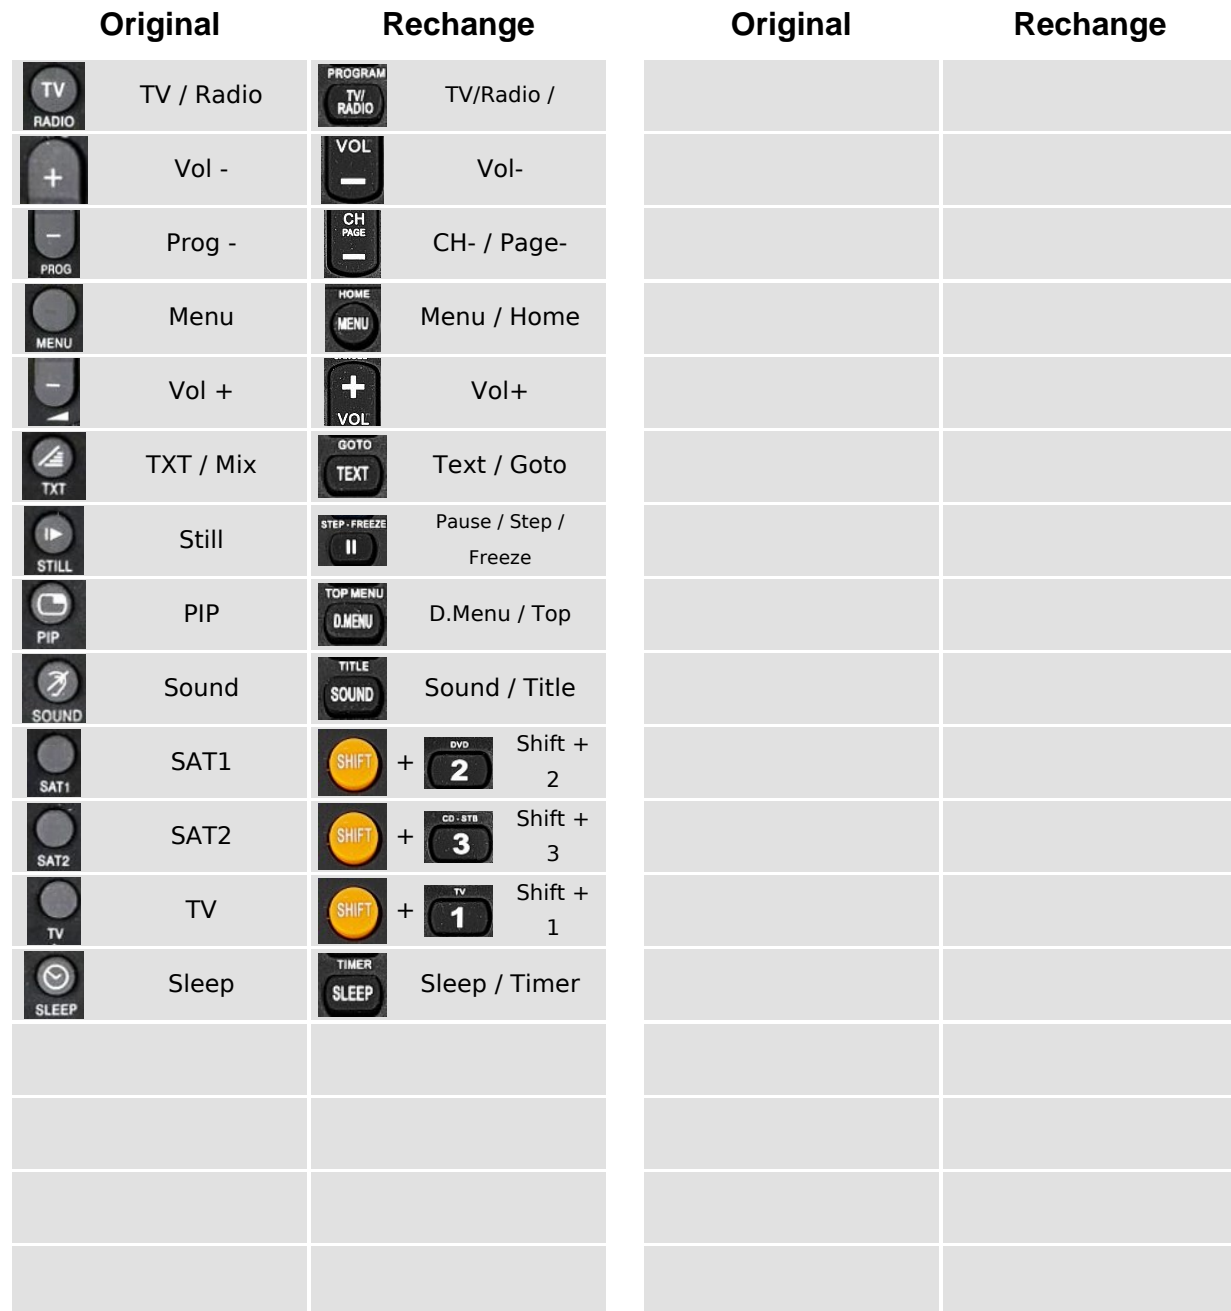 Original Rechange Original Rechange
TV RADIO TV / Radio PROGRAM TV/ RADIO TV/Radio /
+ Vol - VOL − Vol-
− PROG Prog - CH PAGE − CH- / Page-
MENU Menu HOME MENU Menu / Home
− Vol + + VOL Vol+
TXT TXT / Mix GOTO TEXT Text / Goto
STILL Still STEP - FREEZE Pause / Step /
Freeze
PIP PIP TOP MENU D.MENU D.Menu / Top
SOUND Sound TITLE SOUND Sound / Title
SAT1 SAT1 SHIFT + DVD 2 Shift +
2
SAT2 SAT2 SHIFT + CD - STB 3 Shift +
3
TV TV SHIFT + TV 1 Shift +
1
SLEEP Sleep TIMER SLEEP Sleep / Timer